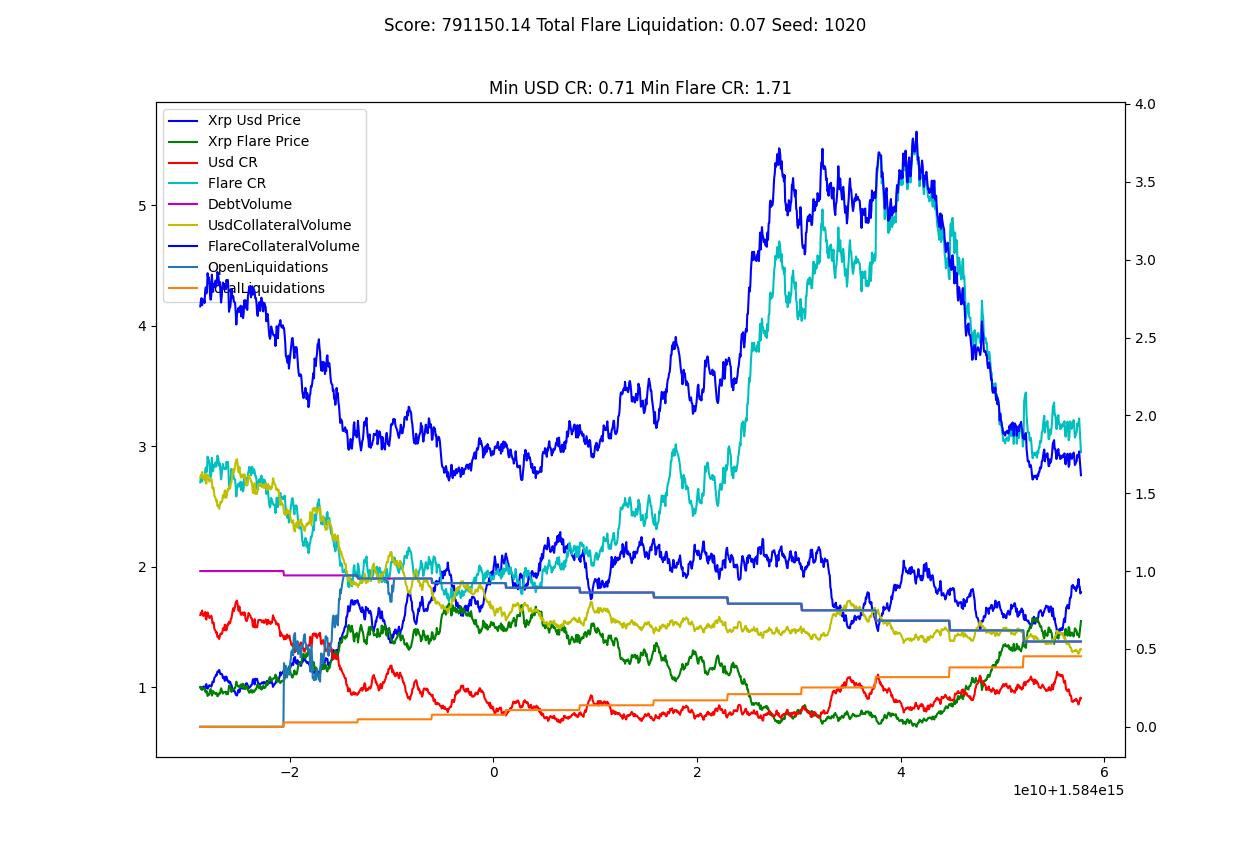 Score: 791150.14 Total Flare Liquidation: 0.07 Seed: 1020
Min USD CR: 0.71 Min Flare CR: 1.71
Xrp Usd Price
Xrp Flare Price
Usd CR
Flare CR
DebtVolume
UsdCollateralVolume
FlareCollateralVolume
OpenLiquidations
TotalLiquidations
5
4
3
2
1
4.0
3.5
3.0
2.5
2.0
1.5
1.0
0.5
0.0
−2
0
2
4
6
1e10+1.584e15